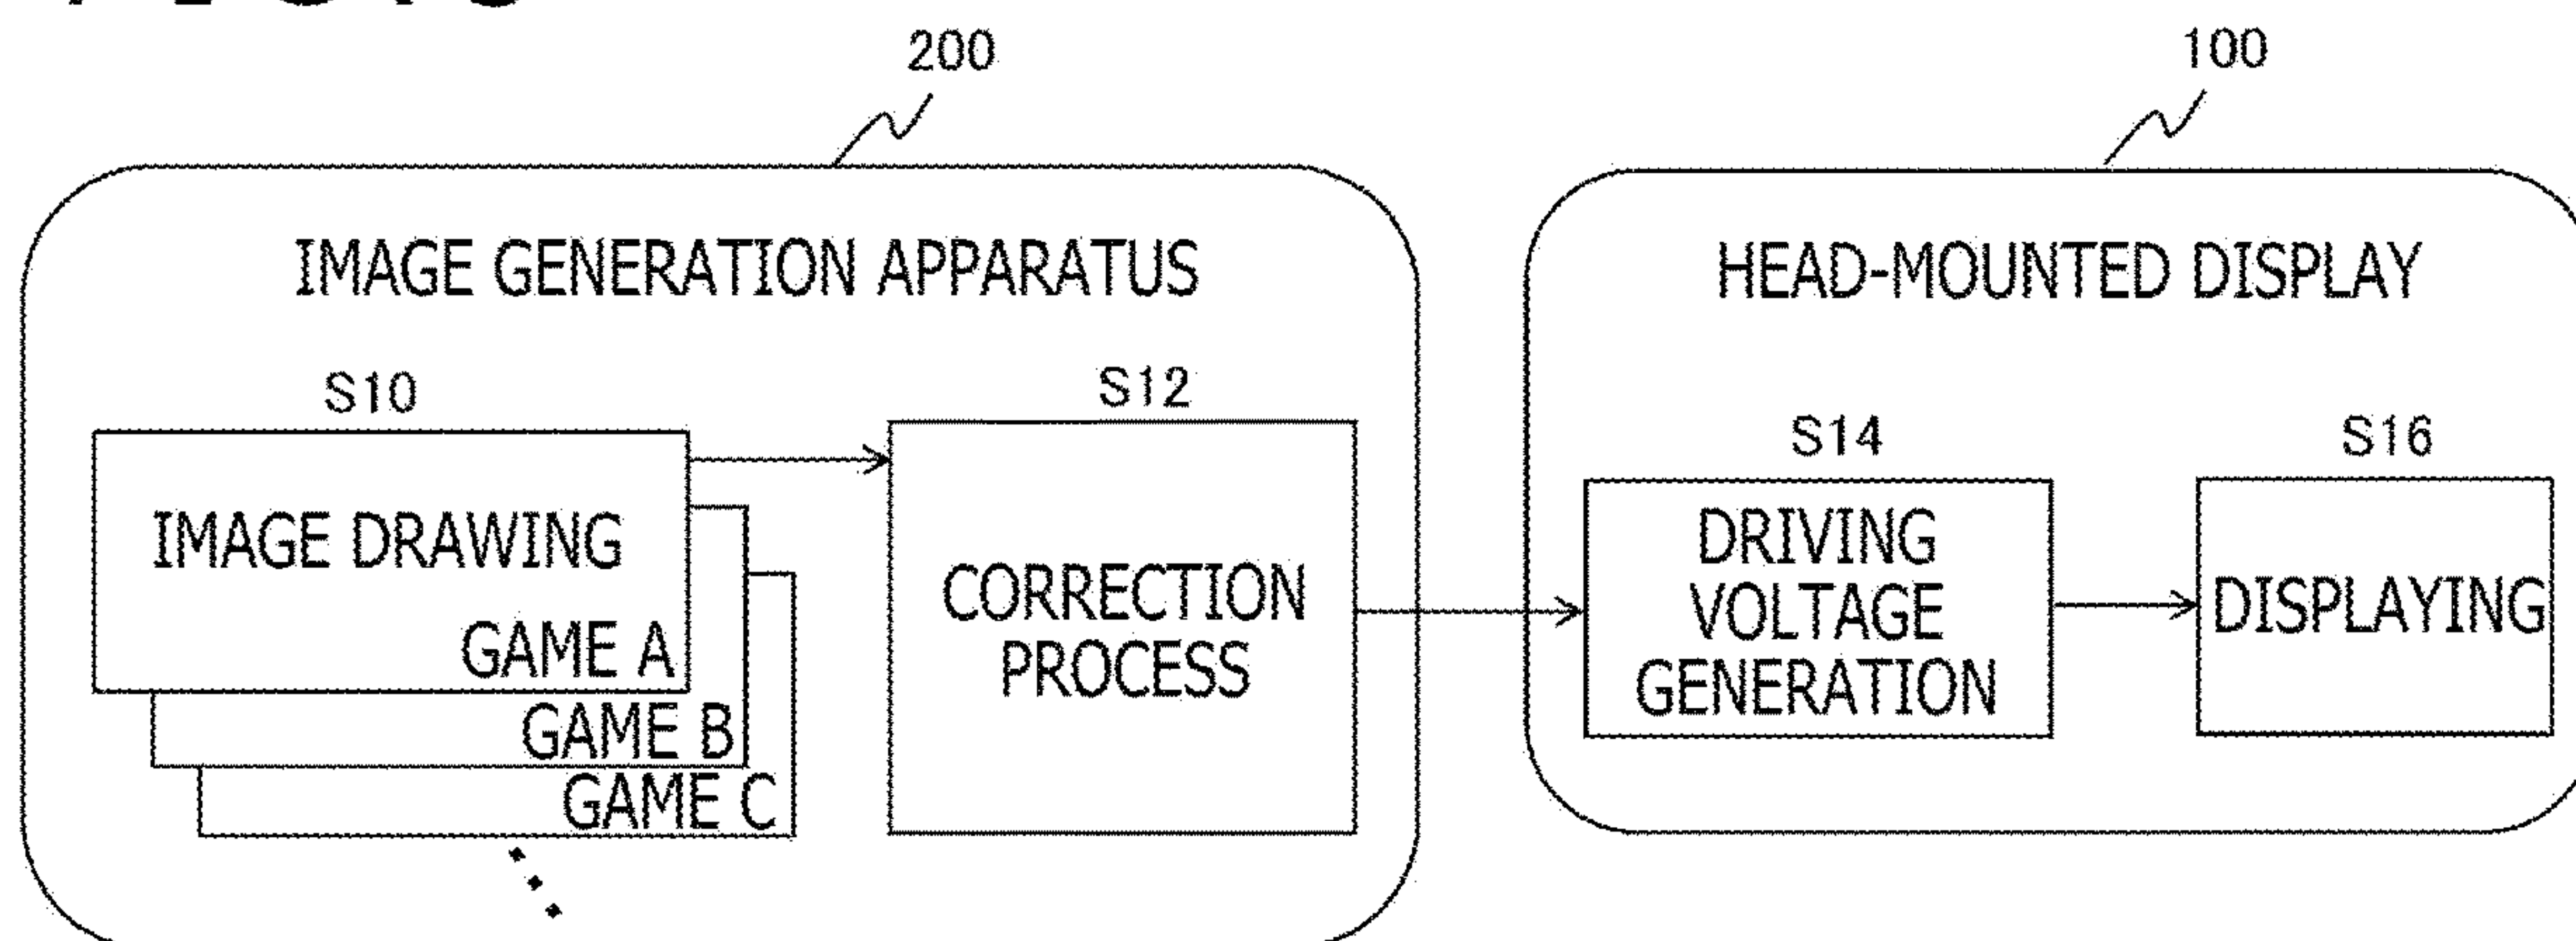 200
100
IMAGE GENERATION APPARATUS
HEAD-MOUNTED DISPLAY
S10
S12
S14
S16
IMAGE DRAWING
GAME A
GAME B
GAME C
CORRECTION
PROCESS
DRIVING
VOLTAGE
GENERATION
DISPLAYING